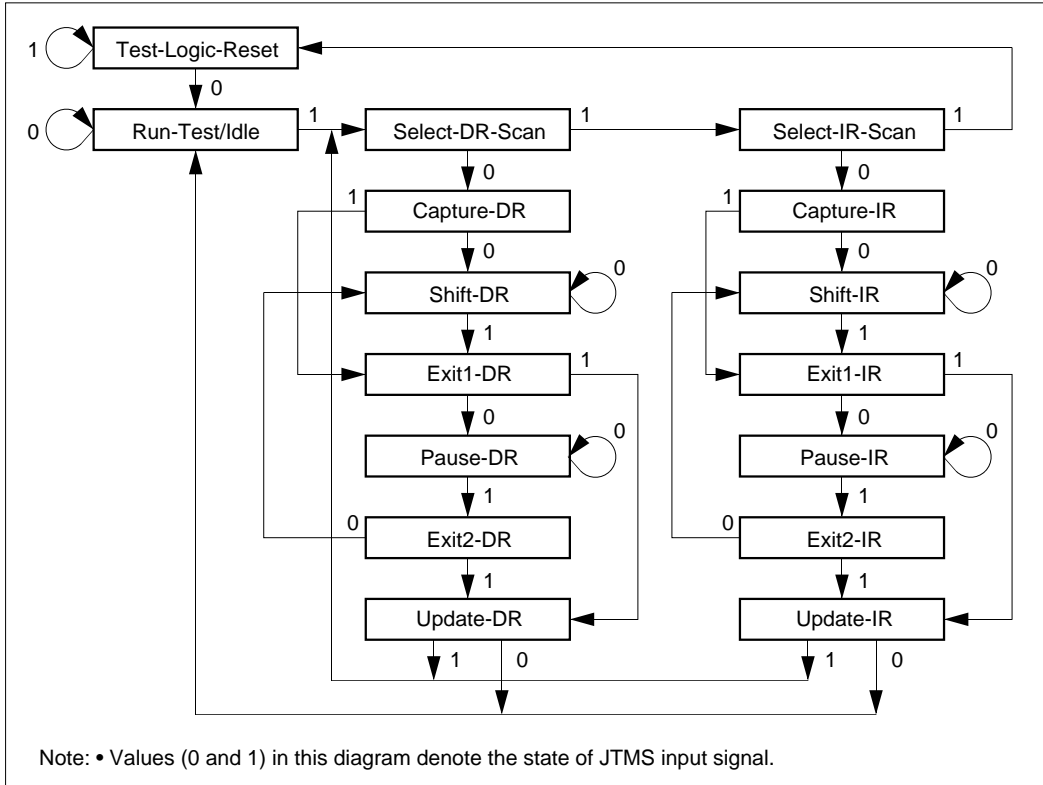 1 Test-Logic-Reset
0
0 Run-Test/Idle 1 Select-DR-Scan 1 Select-IR-Scan 1
0 0
1 Capture-DR 1 Capture-IR
0 0
Shift-DR 0 Shift-IR 0
1 1
Exit1-DR 1 Exit1-IR 1
0 0
Pause-DR 0 Pause-IR 0
1 1
0 Exit2-DR 0 Exit2-IR
1 1
Update-DR Update-IR
1 0 1 0
Note: • Values (0 and 1) in this diagram denote the state of JTMS input signal.